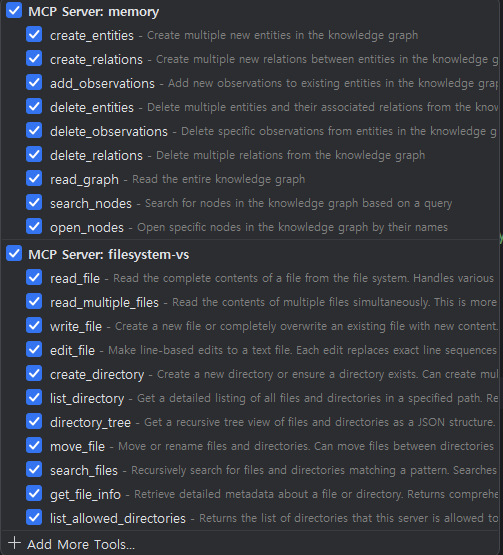 MCP Server: memory
create_entities - Create multiple new entities in the knowledge graph
create_relations - Create multiple new relations between entities in the knowledge g
add_observations - Add new observations to existing entities in the knowledge grap
delete_entities - Delete multiple entities and their associated relations from the know
delete_observations - Delete specific observations from entities in the knowledge g
delete_relations - Delete multiple relations from the knowledge graph
read_graph - Read the entire knowledge graph
search_nodes - Search for nodes in the knowledge graph based on a query
open_nodes - Open specific nodes in the knowledge graph by their names
MCP Server: filesystem-vs
read_file - Read the complete contents of a file from the file system. Handles various
read_multiple_files - Read the contents of multiple files simultaneously. This is more
write_file - Create a new file or completely overwrite an existing file with new content.
edit_file - Make line-based edits to a text file. Each edit replaces exact line sequences
create_directory - Create a new directory or ensure a directory exists. Can create mul
list_directory - Get a detailed listing of all files and directories in a specified path. Re
directory_tree - Get a recursive tree view of files and directories as a JSON structure.
move_file - Move or rename files and directories. Can move files between directories
search_files - Recursively search for files and directories matching a pattern. Searches
get_file_info - Retrieve detailed metadata about a file or directory. Returns comprehe
list_allowed_directories - Returns the list of directories that this server is allowed to
Add More Tools...